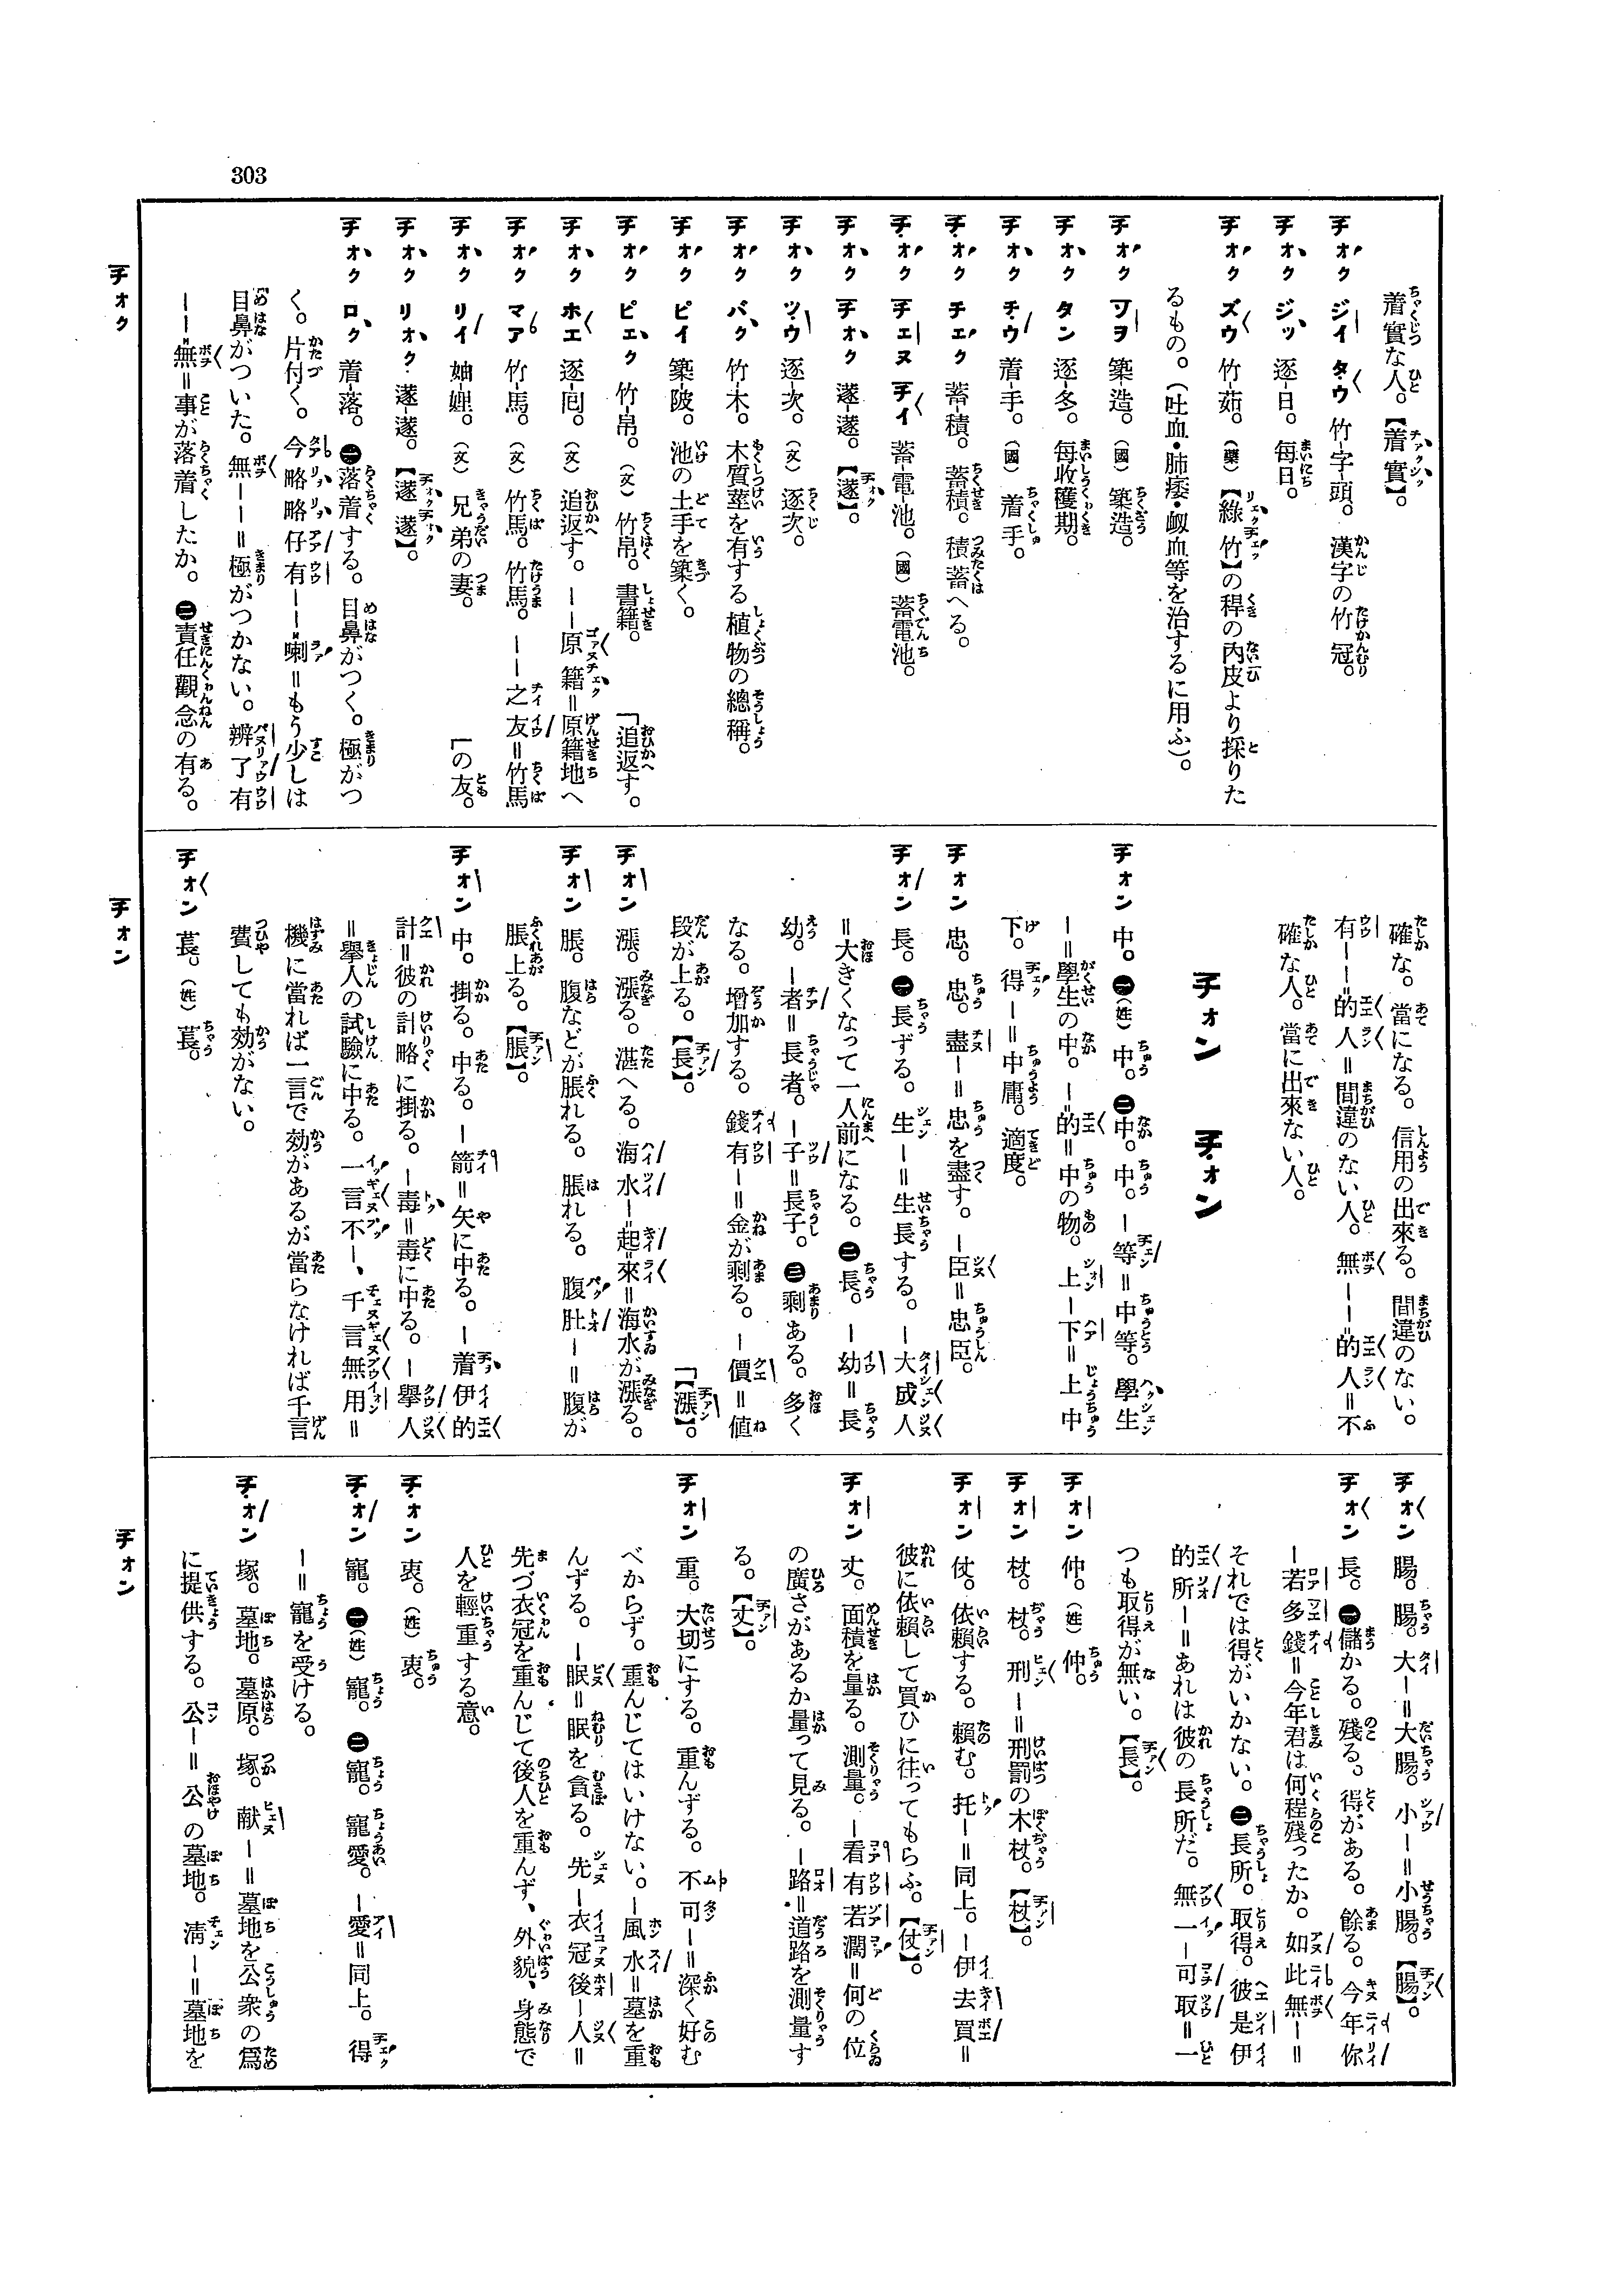 303
着實な人。【着實】。
チオク ジイ タウ 竹-字-頭。漢字の竹冠。
チオク ジッ 逐-日。每日。
チオク ズウ 竹-茹。(藥)【綠竹】の稈の內皮より採りた
るもの。(吐血・肺痿・衄血等を治するに用ふ)。
チオク ツヲ 築-造。(國) 築造。
チオク タン 逐-冬。每收穫期。
チオク チウ 着-手。(國) 着手。
チオク チエク 蓄-積。蓄積。積蓄へる。
チオク チエヌ チイ 蓄-電-池。(國) 蓄電池。
チオク チオク 遂-遂。【遂】。
チオク ツウ 逐-次。(文) 逐次。
チオク バク 竹-木。木質莖を有する植物の總稱。
チオク ピイ 築-陂。池の土手を築く。
チオク ピエク 竹-帛。(文) 竹帛。書籍。
チオク ホエ 逐-回。(文) 追返す。——原籍=原籍地へ
「追返す。
チオク マア 竹-馬。(文) 竹馬。竹馬。——之友=竹馬
「の友。
チオク リイ 妯-娌。(文) 兄弟の妻。
チオク リオク 遂-遂。【遂遂】。
チオク ロク 着-落。㊀落着する。目鼻がつく。極がつ
く。片付く。今略略仔有——喇=もう少しは
目鼻がついた。無——=極がつかない。辨了有
——無=事が落着したか。㊁責任觀念の有る。
確な。當になる。信用の出來る。間違のない。
有——的人=間違のない人。無——的人=不
確な人。當に出來ない人。
チオン チオン
チオン 中。㊀(姓) 中。㊁中。中。—等=中等。學生
—=學生の中。—的=中の物。上—下=上中
下。得—=中庸。適度。
チオン 忠。忠。盡—=忠を盡す。—臣=忠臣。
チオン 長。㊀長ずる。生—=生長する。—大成人
=大きくなって一人前になる。㊁長。—幼=長
幼。—者=長者。—子=長子。㊂剩ある。多く
なる。增加する。錢有—=金が剩る。—價=値
段が上る。【長】。
チオン 漲。漲る。湛へる。海水—起來=海水が漲る。
「【漲】。
チオン 脹。腹などが脹れる。脹れる。腹肚—=腹が
脹上る。【脹】。
チオン 中。掛る。中る。—箭=矢に中る。—着伊的
計=彼の計略に掛る。—毒=毒に中る。—擧人
=擧人の試驗に中る。一言不—、千言無用=
機に當れば一言で効があるが當らなければ千言
費しても効がない。
チオン 萇。(姓) 萇。
チオン 腸。腸。大—=大腸。小—=小腸。【腸】。
チオン 長。㊀儲かる。殘る。得がある。餘る。今年你
—若多錢=今年君は何程殘ったか。如此無—=
それでは得がいかない。㊁長所。取得。彼是伊
的所—=あれは彼の長所だ。無一—可取=一
つも取得が無い。【長】。
チオン 仲。(姓) 仲。
チオン 杖。杖。刑—=刑罰の木杖。【杖】。
チオン 仗。依賴する。賴む。托—=同上。—伊去買=
彼に依賴して買ひに往ってもらふ。【仗】。
チオン 丈。面積を量る。測量。—看有若濶=何の位
の廣さがあるか量って見る。—路=道路を測量す
る。【丈】。
チオン 重。大切にする。重んずる。不可—=深く好む
べからず。重んじてはいけない。—風水=墓を重
んずる。—眠=眠を貪る。先—衣冠後—人=
先づ衣冠を重んじて後人を重んず、外貌、身態で
人を輕重する意。
チオン 衷。(姓) 衷。
チオン 寵。㊀(姓) 寵。㊁寵。寵愛。—愛=同上。得
—=寵を受ける。
チオン 塚。墓地。墓原。塚。献—=墓地を公衆の爲
に提供する。公—=公の墓地。淸—=墓地を
チオク
チオン
チオン